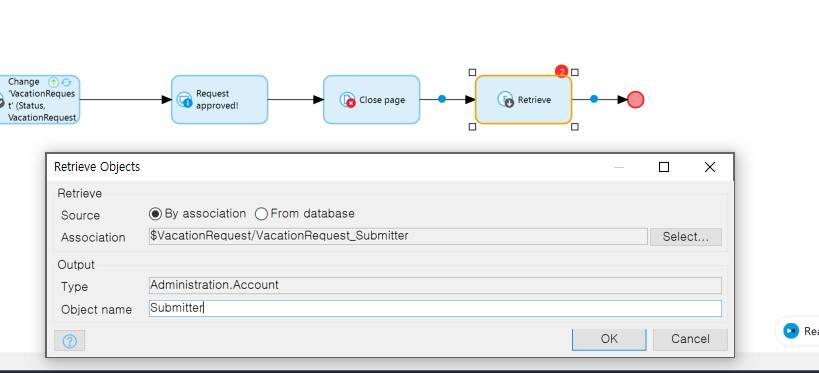 Change
'VacationReques
t' (Status,
VacationRequest
Request
approved!
Close page
2
Retrieve
Retrieve Objects
Retrieve
Source
By association
From database
Association
$VacationRequest/VacationRequest_Submitter
Select...
Output
Type
Administration.Account
Object name
Submitter
?
OK
Cancel
Rea